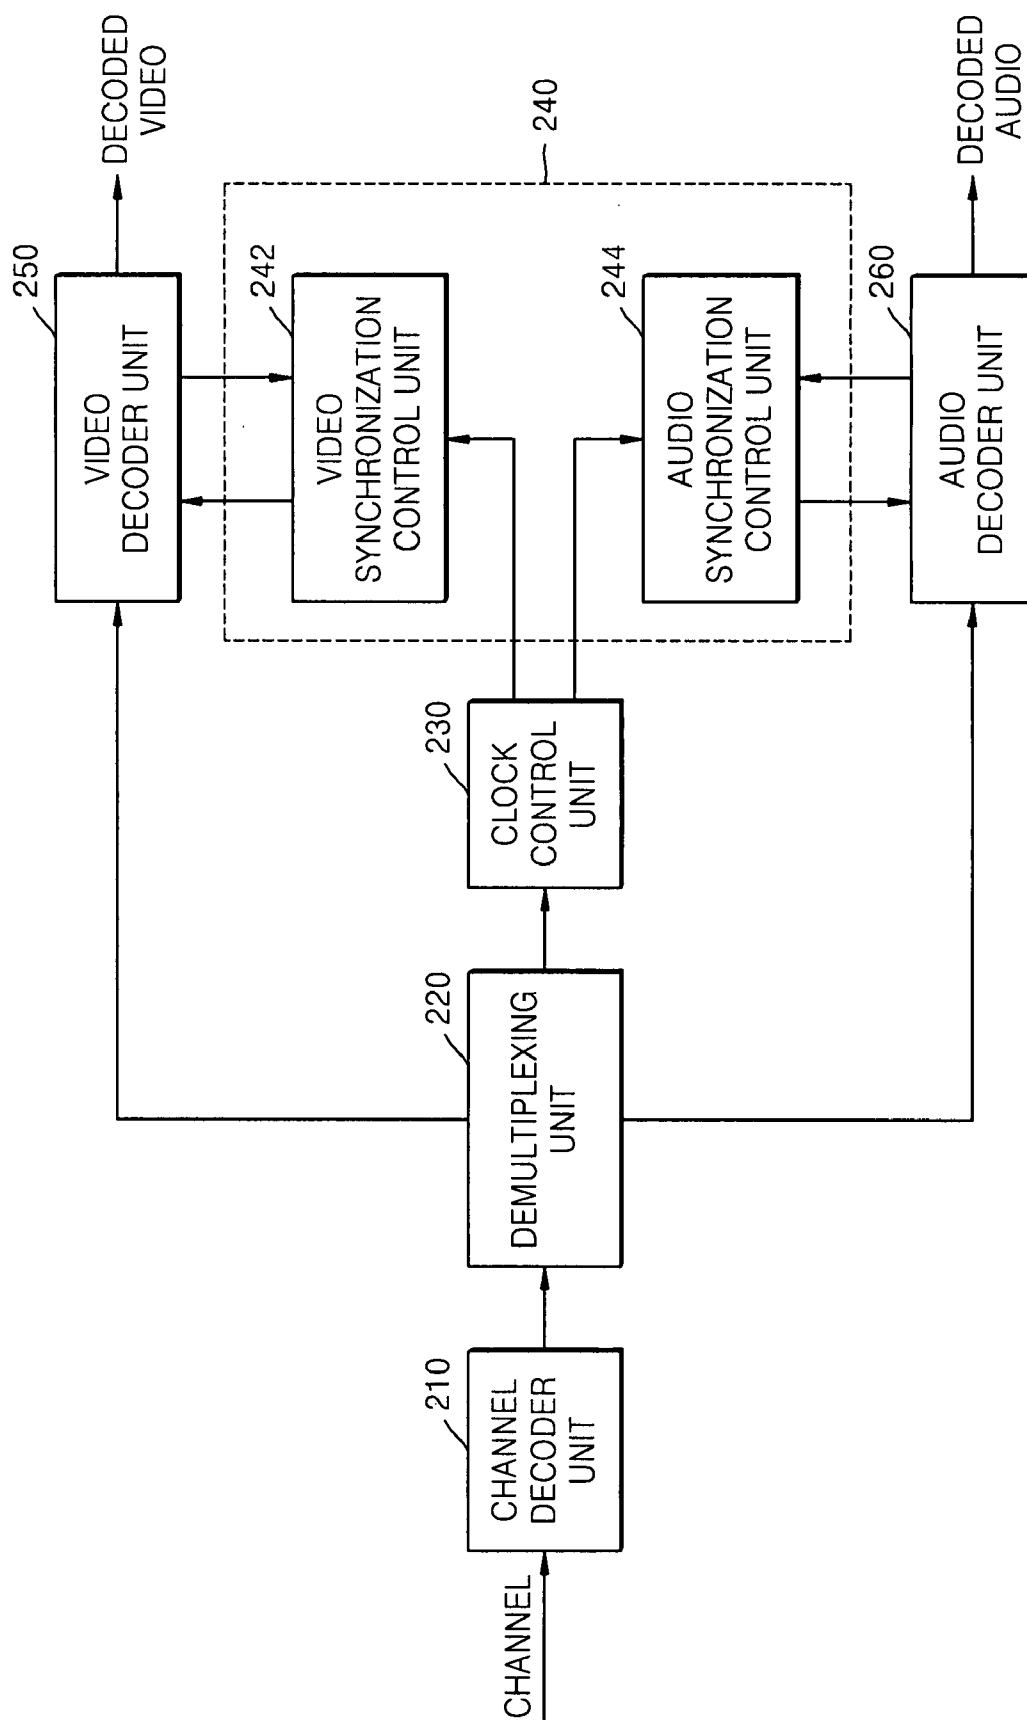 CHANNEL
210
CHANNEL
DECODER
UNIT
220
DEMULTIPLEXING
UNIT
230
CLOCK
CONTROL
UNIT
250
VIDEO
DECODER UNIT
DECODED
VIDEO
242
VIDEO
SYNCHRONIZATION
CONTROL UNIT
240
244
AUDIO
SYNCHRONIZATION
CONTROL UNIT
260
AUDIO
DECODER UNIT
DECODED
AUDIO